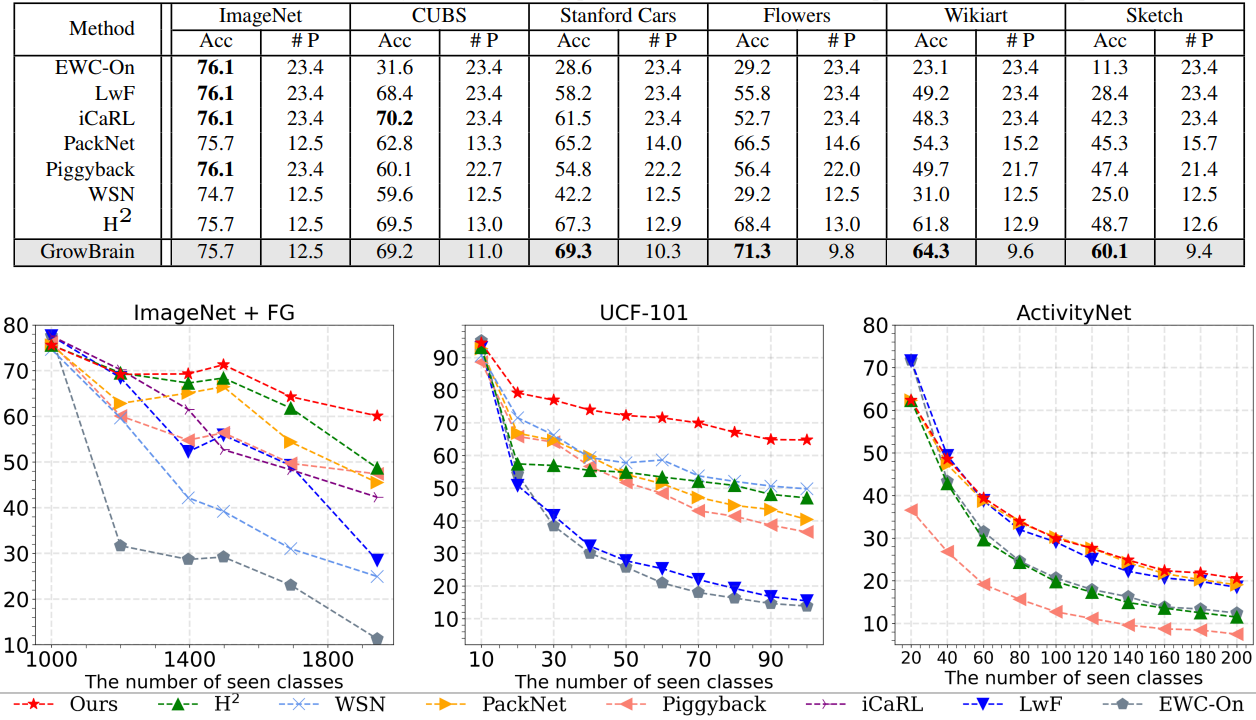 Method ImageNet CUBS Stanford Cars Flowers Wikiart Sketch
Acc # P Acc # P Acc # P Acc # P Acc # P Acc # P
EWC-On 76.1 23.4 31.6 23.4 28.6 23.4 29.2 23.4 23.1 23.4 11.3 23.4
LwF 76.1 23.4 68.4 23.4 58.2 23.4 55.8 23.4 49.2 23.4 28.4 23.4
iCaRL 76.1 23.4 70.2 23.4 61.5 23.4 52.7 23.4 48.3 23.4 42.3 23.4
PackNet 75.7 12.5 62.8 13.3 65.2 14.0 66.5 14.6 54.3 15.2 45.3 15.7
Piggyback 76.1 23.4 60.1 22.7 54.8 22.2 56.4 22.0 49.7 21.7 47.4 21.4
WSN 74.7 12.5 59.6 12.5 42.2 12.5 29.2 12.5 31.0 12.5 25.0 12.5
H² 75.7 12.5 69.5 13.0 67.3 12.9 68.4 13.0 61.8 12.9 48.7 12.6
GrowBrain 75.7 12.5 69.2 11.0 69.3 10.3 71.3 9.8 64.3 9.6 60.1 9.4
ImageNet + FG
80
70
60
50
40
30
20
10
1000 1400 1800
The number of seen classes
UCF-101
90
80
70
60
50
40
30
20
10
10 30 50 70 90
The number of seen classes
ActivityNet
80
70
60
50
40
30
20
10
20 40 60 80 100 120 140 160 180 200
The number of seen classes
Ours H² WSN PackNet Piggyback iCaRL LwF EWC-On